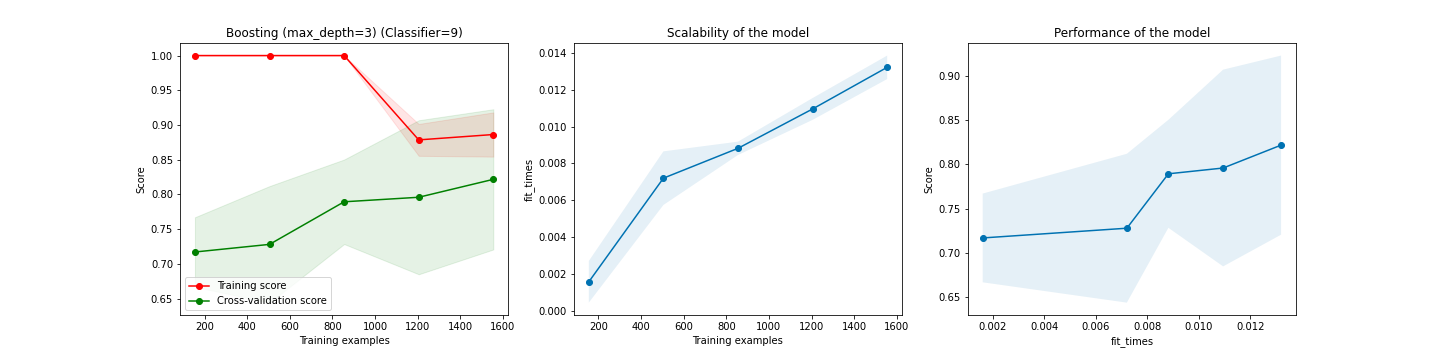 Boosting (max_depth=3) (Classifier=9)
Score
1.00
0.95
0.90
0.85
0.80
0.75
0.70
0.65
Training score
Cross-validation score
200 400 600 800 1000 1200 1400 1600
Training examples
Scalability of the model
fit_times
0.014
0.012
0.010
0.008
0.006
0.004
0.002
0.000
200 400 600 800 1000 1200 1400 1600
Training examples
Performance of the model
Score
0.90
0.85
0.80
0.75
0.70
0.65
0.002 0.004 0.006 0.008 0.010 0.012
fit_times